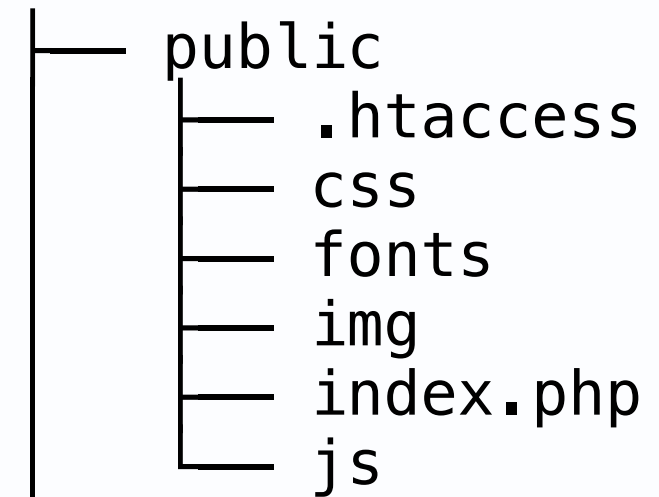 public
.htaccess
css
fonts
img
index.php
js